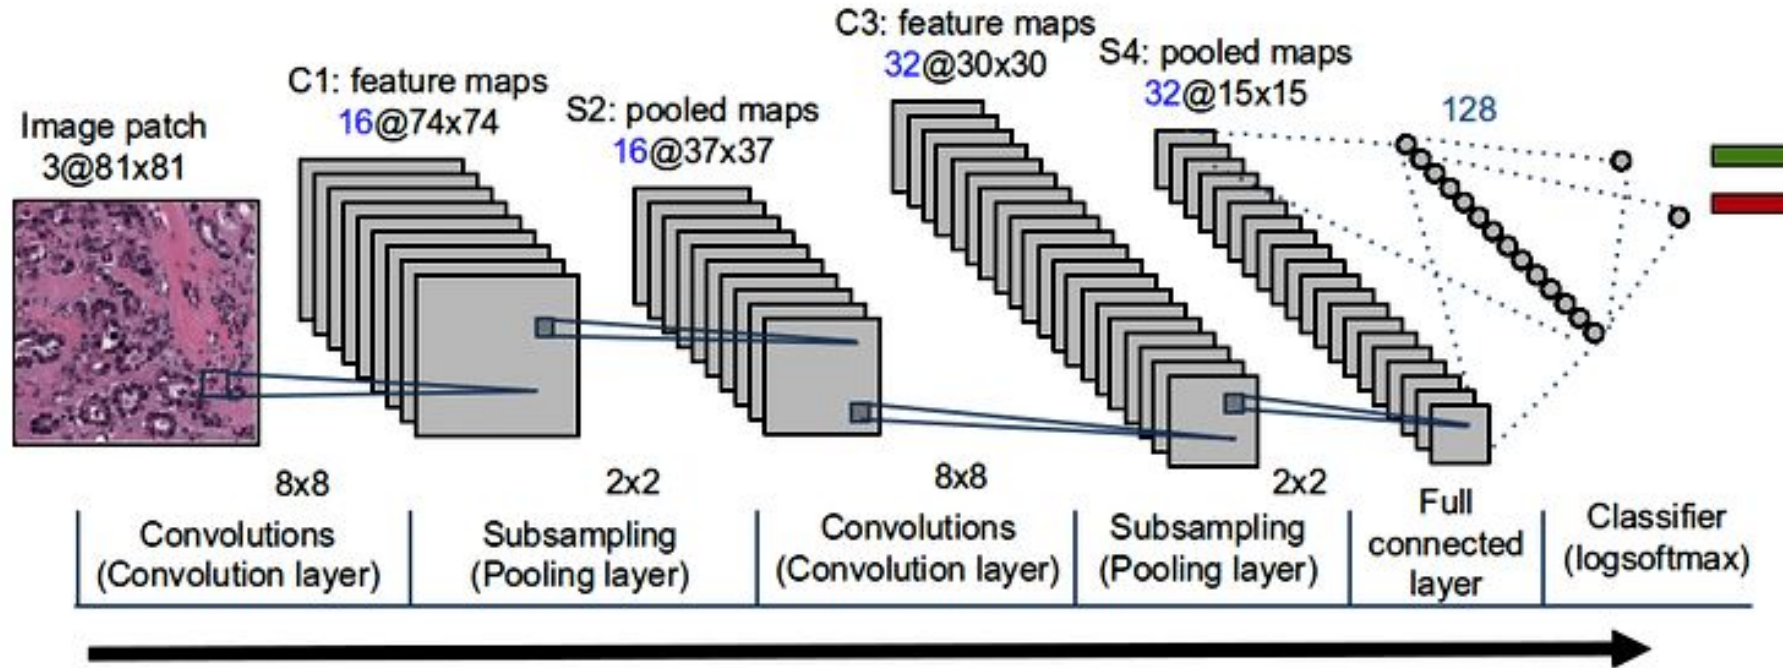 Image patch
3@81x81
C1: feature maps
16@74x74
S2: pooled maps
16@37x37
C3: feature maps
32@30x30
S4: pooled maps
32@15x15
128
8x8
2x2
8x8
2x2
Convolutions
(Convolution layer)
Subsampling
(Pooling layer)
Convolutions
(Convolution layer)
Subsampling
(Pooling layer)
Full
connected
layer
Classifier
(logsoftmax)